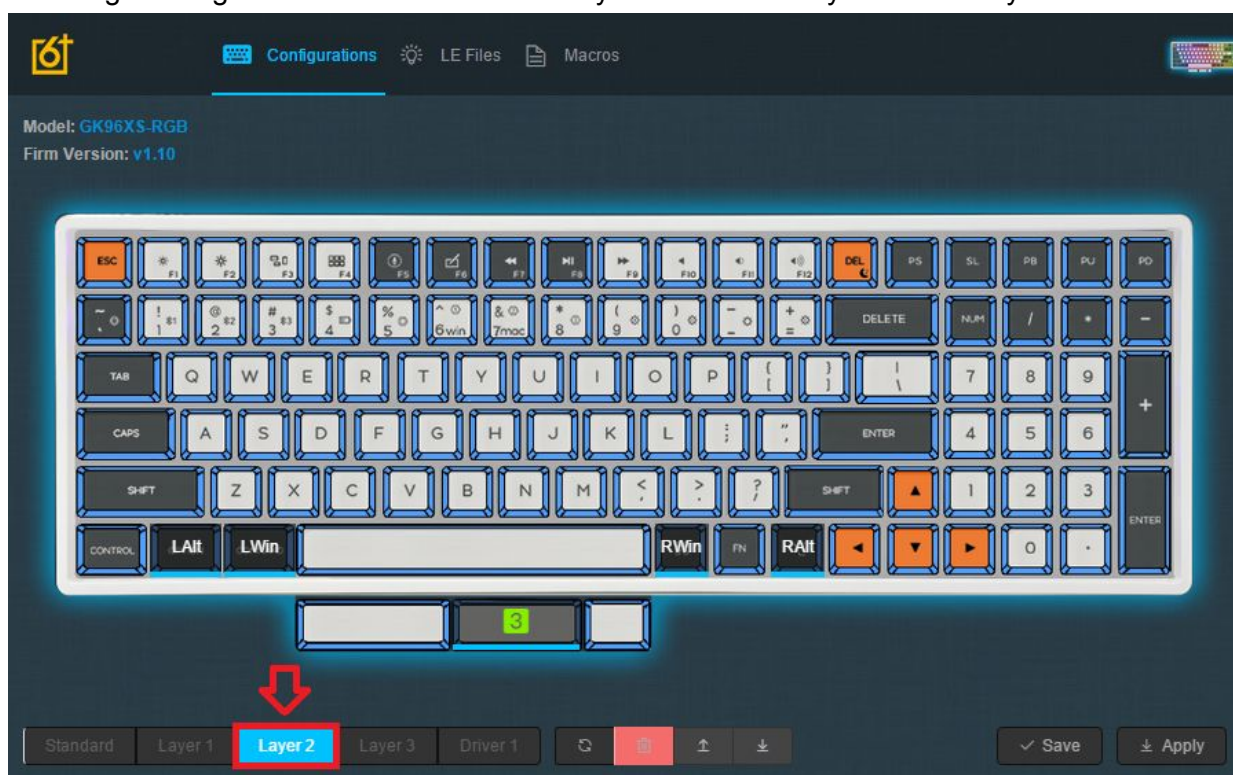 Configurations LE Files Macros
Model: GK96XS-RGB
Firm Version: v1.10
ESC F1 F2 F3 F4 F5 F6 F7 F8 F9 F10 F11 F12 DEL PS SL PB PU PD
~ ` ! 1 @ 2 # 3 $ 4 % 5 ^ 6win & 7mac * 8 ( 9 ) 0 - + = DELETE NUM / * -
TAB Q W E R T Y U I O P { [ } ] | \ 7 8 9 +
CAPS A S D F G H J K L : ; " , ENTER 4 5 6
SHIFT Z X C V B N M < , > . ? / SHIFT 1 2 3 ENTER
CONTROL LAlt LWin RWin FN RAlt 0 .
3
Standard Layer 1 Layer 2 Layer 3 Driver 1 Save Apply